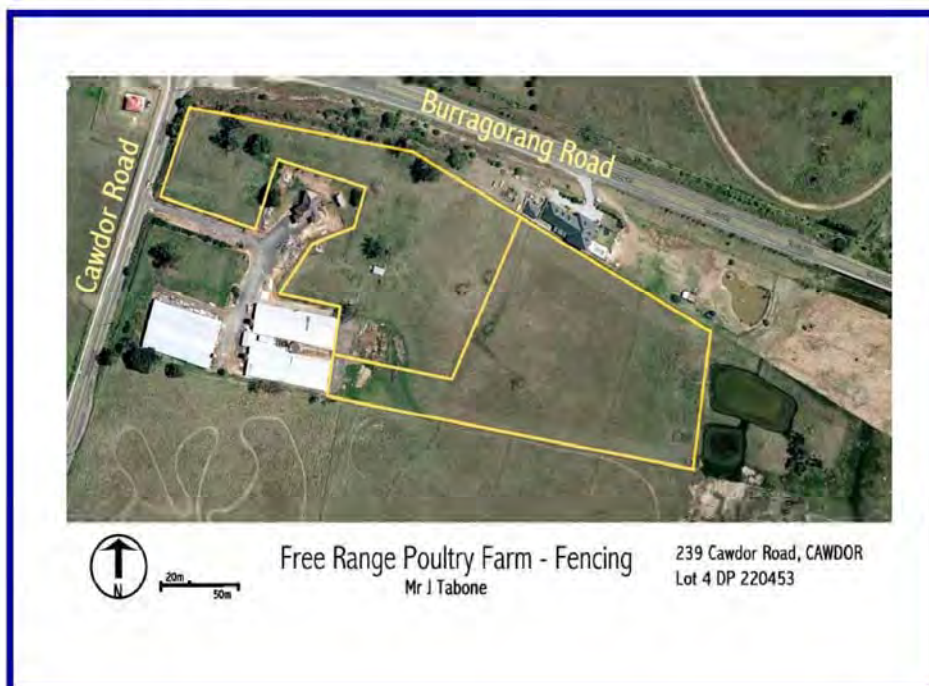 Burragorang Road
Cawdor Road
N
20m
50m
Free Range Poultry Farm - Fencing
Mr J Tabone
239 Cawdor Road, CAWDOR
Lot 4 DP 220453